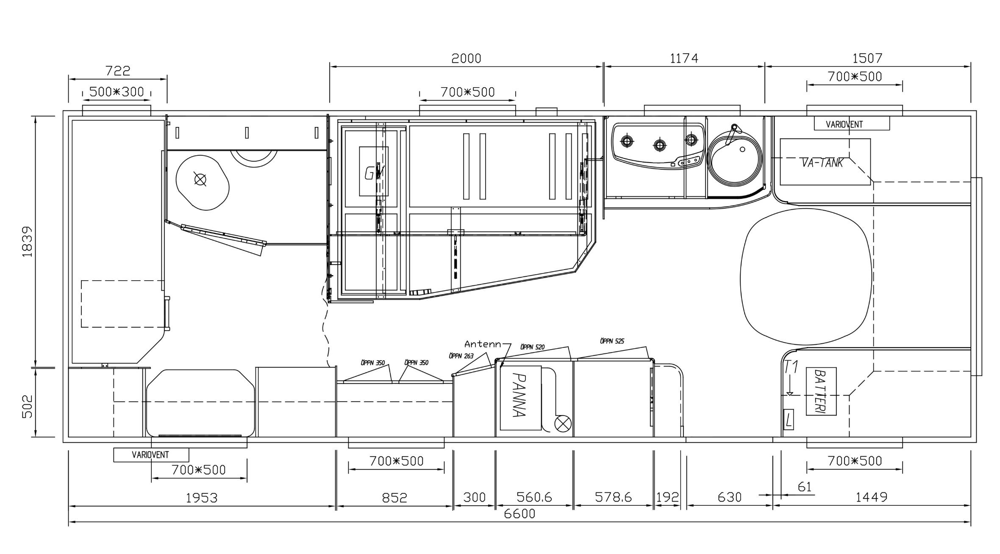 2000
1174
1507
722
700*500
500*300
700*500
VARIOVENT
VA-TANK
G
1839
Antenn
ÖPPN 520
ÖPPN 525
ÖPPN 263
ÖPPN 350
ÖPPN 350
T1
PANNA
BATTERI
502
L
VARIOVENT
700*500
700*500
700*500
61
1953
852
300
560.6
578.6
192
630
1449
6600